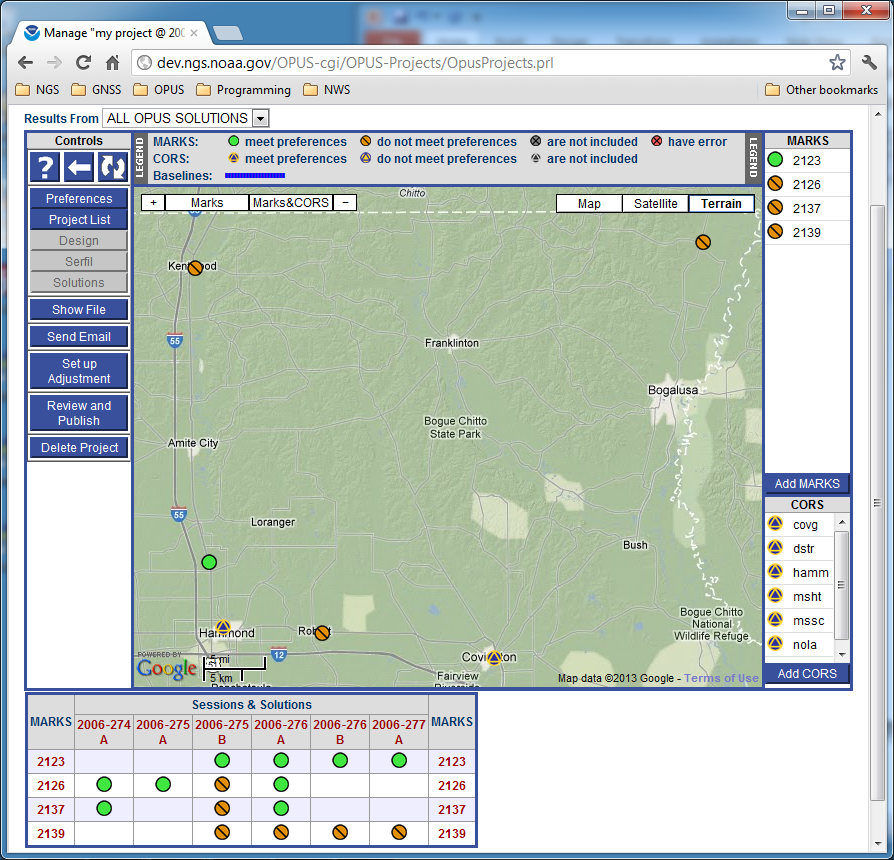 Manage "my project @ 200
dev.ngs.noaa.gov/OPUS-cgi/OPUS-Projects/OpusProjects.prl
NGS GNSS OPUS Programming NWS Other bookmarks
Results From ALL OPUS SOLUTIONS
Controls
?
Preferences
Project List
Design
Serfil
Solutions
Show File
Send Email
Set up
Adjustment
Review and
Publish
Delete Project
LEGEND
MARKS: meet preferences do not meet preferences are not included have error
CORS: meet preferences do not meet preferences are not included
Baselines:
LEGEND
+ Marks Marks&CORS −
Map Satellite Terrain
Chitto
Kentwood
55
Franklinton
Bogalusa
Bogue Chitto
State Park
Amite City
55
Loranger
Bush
Bogue Chitto
National
Wildlife Refuge
Hammond
Robert
12
Covington
Fairview
Riverside
POWERED BY
Google
5 mi
5 km
Map data ©2013 Google - Terms of Use
MARKS
2123
2126
2137
2139
Add MARKS
CORS
covg
dstr
hamm
msht
mssc
nola
Add CORS
MARKS Sessions & Solutions MARKS
2006-274 2006-275 2006-275 2006-276 2006-276 2006-277
A A B A B A
2123 2123
2126 2126
2137 2137
2139 2139